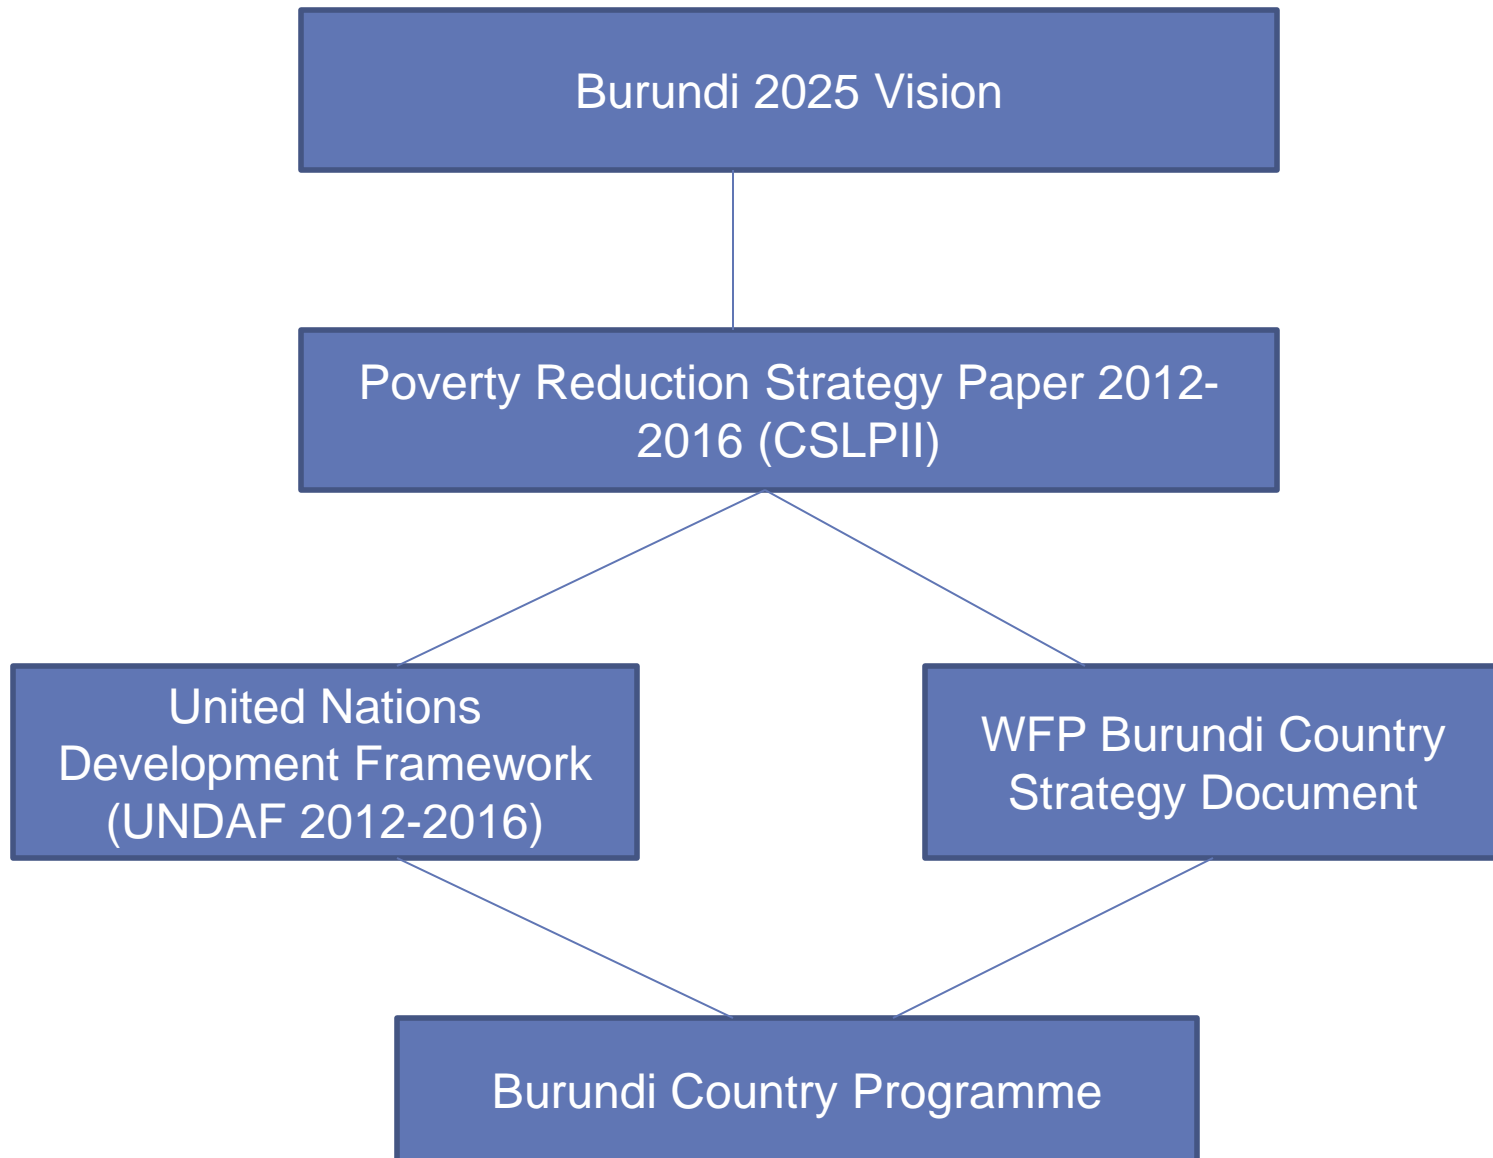 Burundi 2025 Vision
Poverty Reduction Strategy Paper 2012-
2016 (CSLPII)
United Nations
Development Framework
(UNDAF 2012-2016)
WFP Burundi Country
Strategy Document
Burundi Country Programme